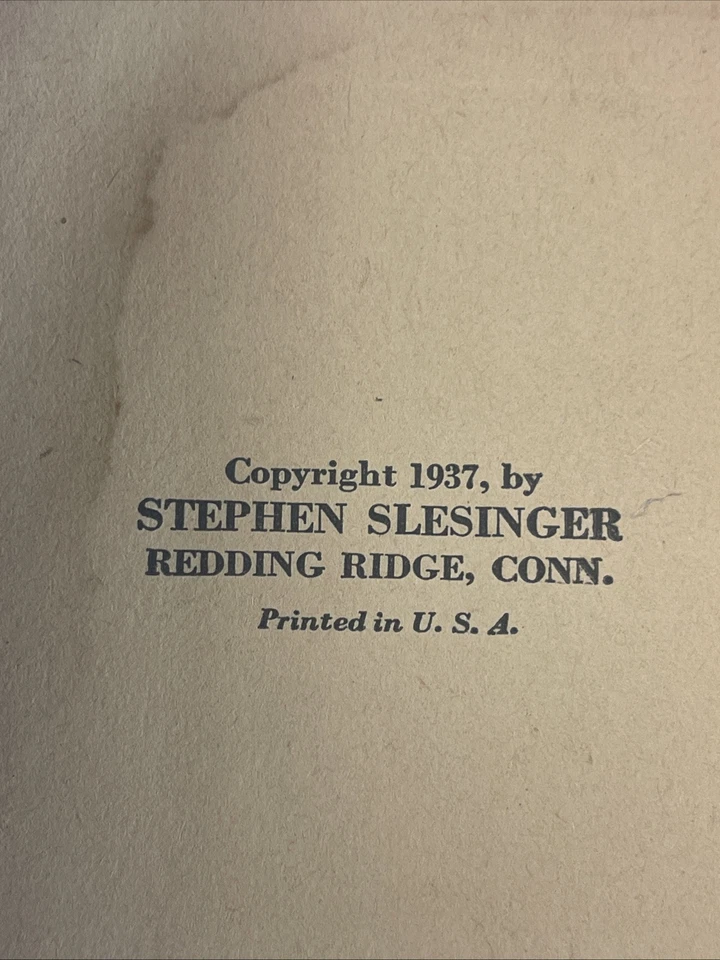 Copyright 1937, by
STEPHEN SLESINGER
REDDING RIDGE, CONN.
Printed in U. S. A.